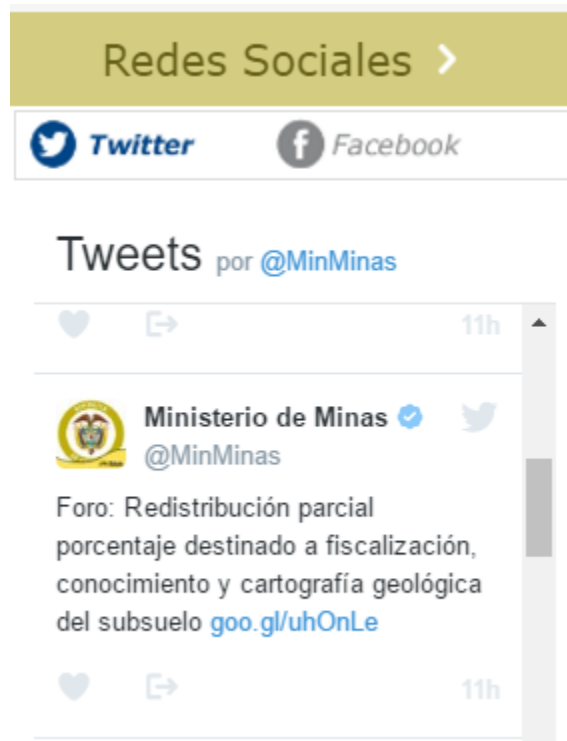 Redes Sociales >
Twitter
Facebook
Tweets por @MinMinas
11h
Ministerio de Minas
@MinMinas
Foro: Redistribución parcial
porcentaje destinado a fiscalización,
conocimiento y cartografía geológica
del subsuelo goo.gl/uhOnLe
11h